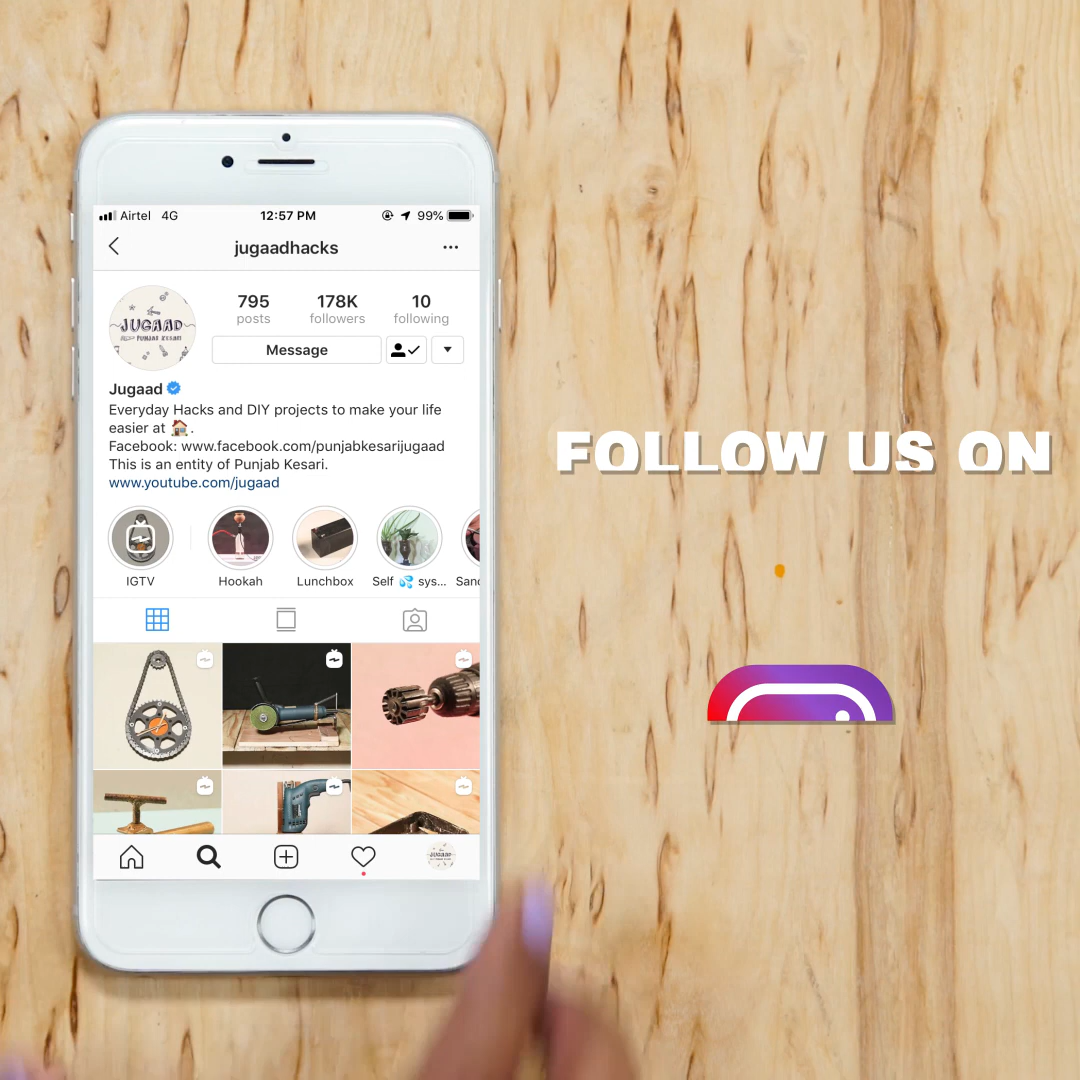 Airtel 4G 12:57 PM 99%
jugaadhacks
795 178K 10
posts followers following
JUGAAD
PUNJAB KESARI
Message
Jugaad
Everyday Hacks and DIY projects to make your life
easier at 🏠.
Facebook: www.facebook.com/punjabkesarijugaad
This is an entity of Punjab Kesari.
www.youtube.com/jugaad
IGTV Hookah Lunchbox Self 💦 sys...
JUGAAD
FOLLOW US ON